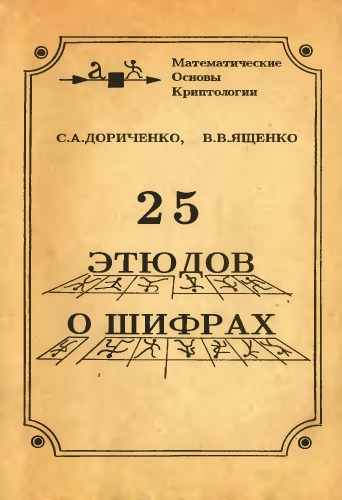 а
Математические
Основы
Криптологии
С.А.ДОРИЧЕНКО, В.В.ЯЩЕНКО
25
ЭТЮДОВ
О ШИФРАХ